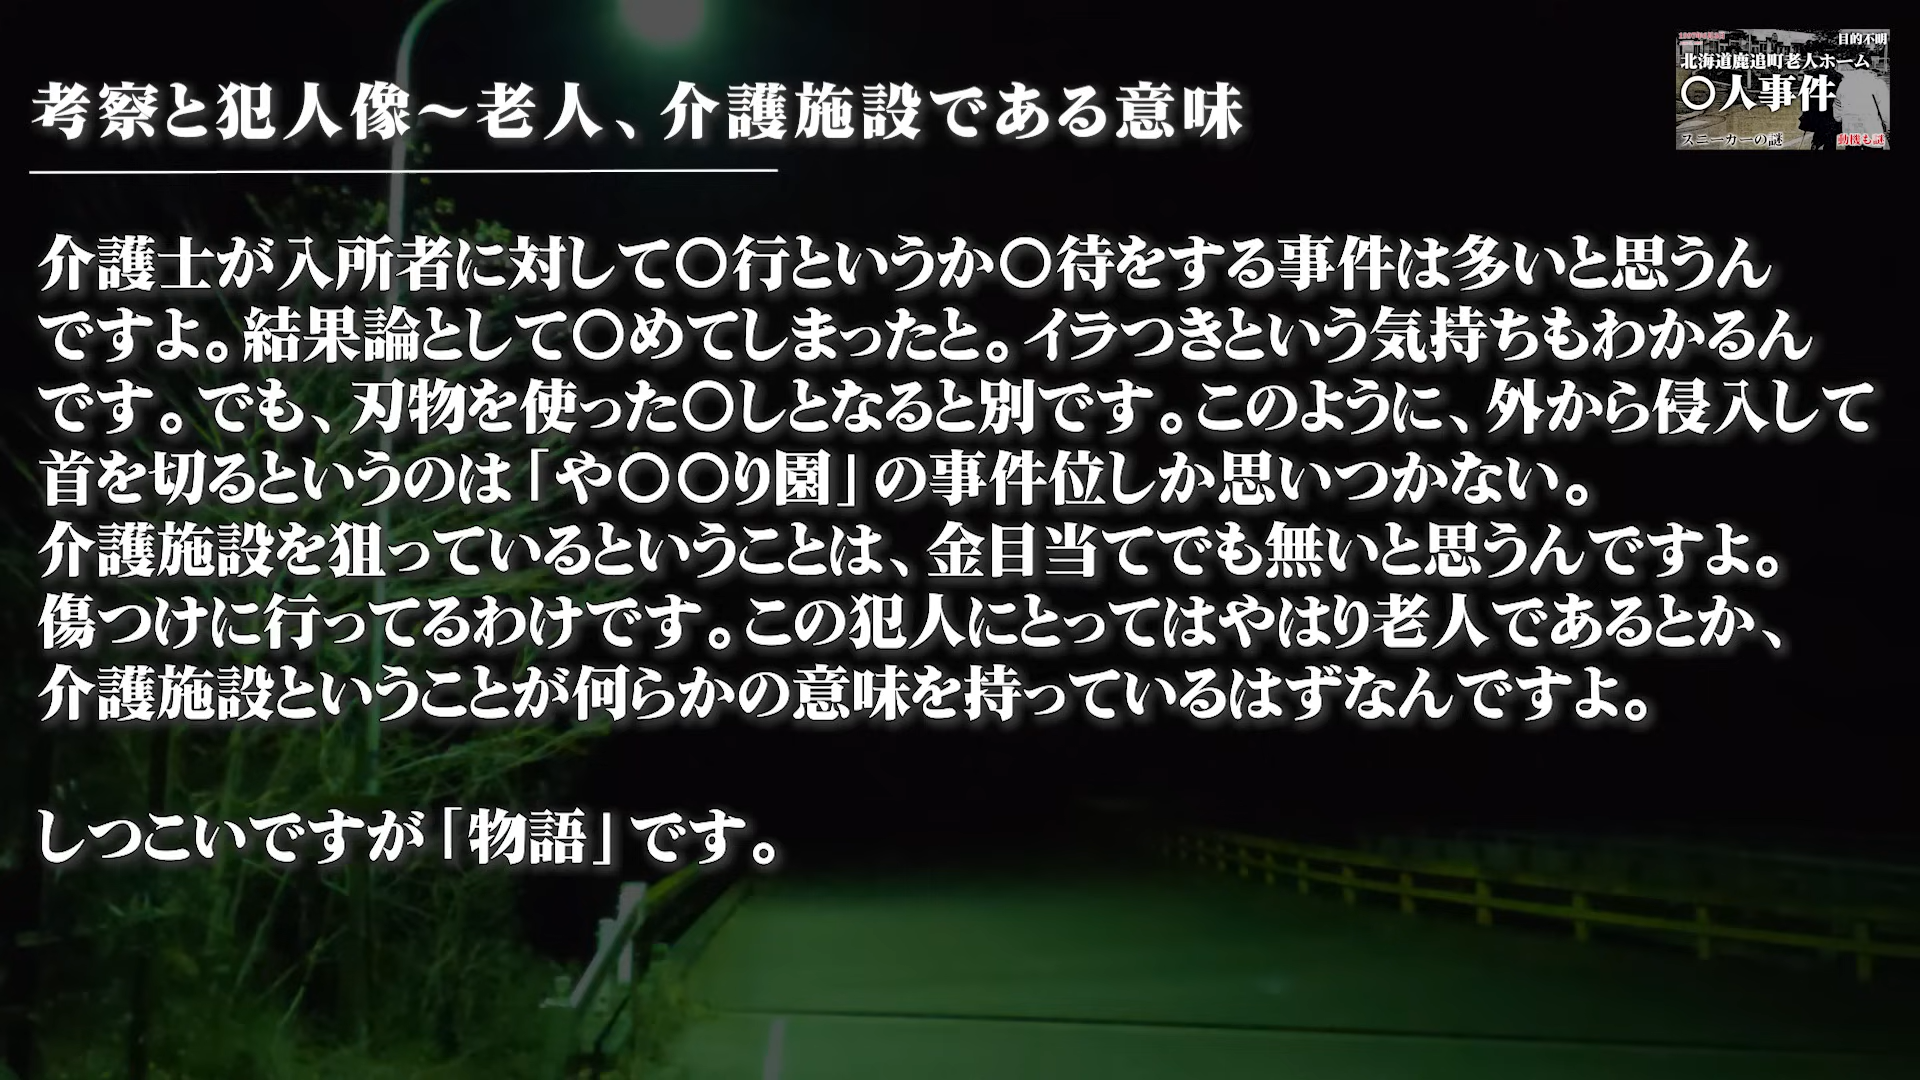 考察と犯人像～老人、介護施設である意味
目的不明
北海道鹿追町老人ホーム
〇人事件
スニーカーの謎
動機も謎
介護士が入所者に対して〇行というか〇待をする事件は多いと思うん
ですよ。結果論として〇めてしまったと。イラつきという気持ちもわかるん
です。でも、刃物を使った〇しとなると別です。このように、外から侵入して
首を切るというのは「や〇〇り園」の事件位しか思いつかない。
介護施設を狙っているということは、金目当てでも無いと思うんですよ。
傷つけに行ってるわけです。この犯人にとってはやはり老人であるとか、
介護施設ということが何らかの意味を持っているはずなんですよ。
しつこいですが「物語」です。